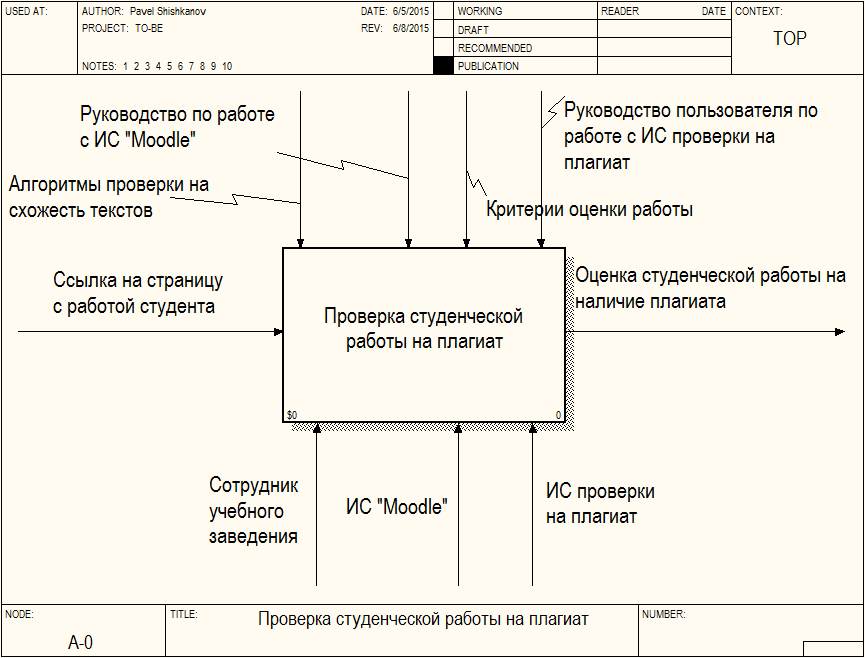 USED AT:
AUTHOR: Pavel Shishkanov
DATE: 6/5/2015
PROJECT: TO-BE
REV: 6/8/2015
NOTES: 1 2 3 4 5 6 7 8 9 10
WORKING
DRAFT
RECOMMENDED
PUBLICATION
READER
DATE
CONTEXT:
TOP
Руководство по работе
с ИС "Moodle"
Руководство пользователя по
работе с ИС проверки на
плагиат
Алгоритмы проверки на
схожесть текстов
Критерии оценки работы
Ссылка на страницу
с работой студента
Оценка студенческой работы на
наличие плагиата
Проверка студенческой
работы на плагиат
$0
0
Сотрудник
учебного
заведения
ИС "Moodle"
ИС проверки
на плагиат
NODE:
A-0
TITLE:
Проверка студенческой работы на плагиат
NUMBER: